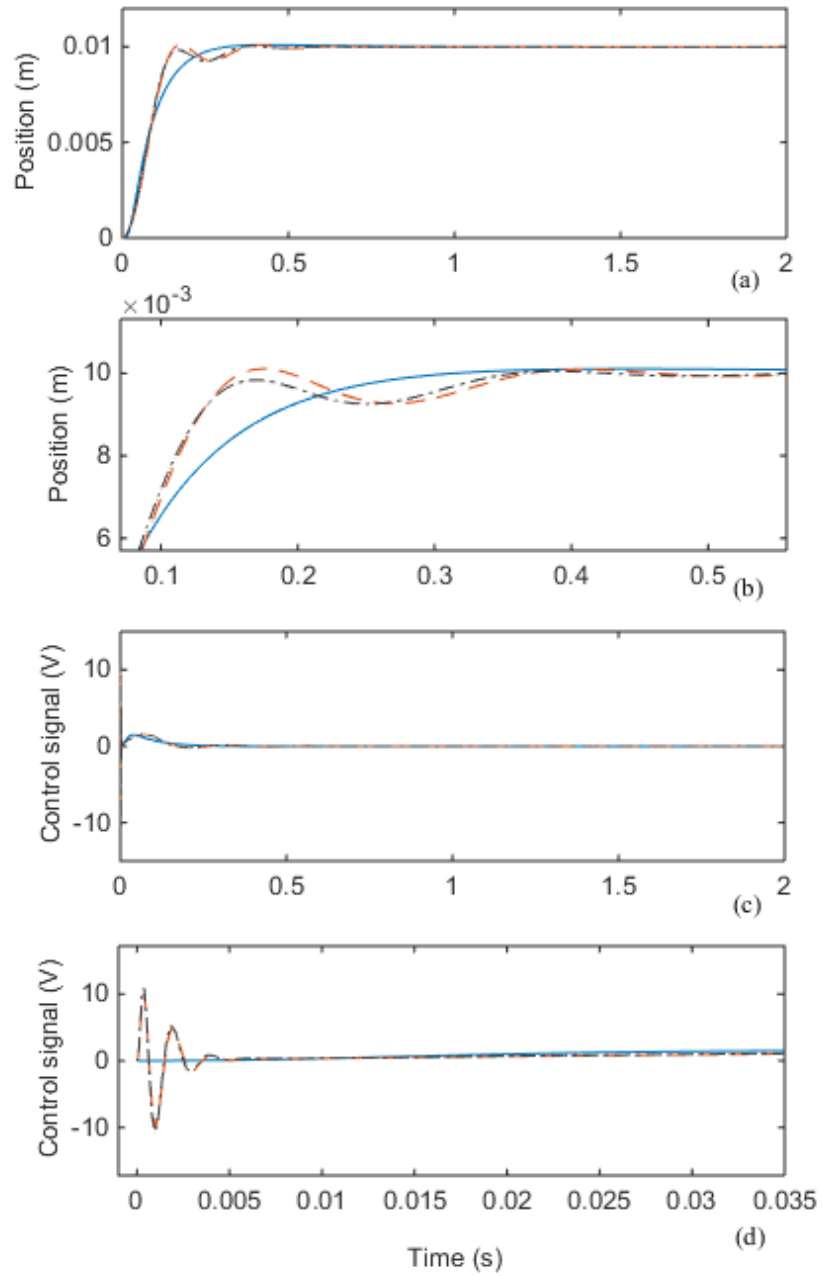 0.01
0.005
0
Position (m)
0 0.5 1 1.5 2
(a)
× 10-3
10
8
6
Position (m)
0.1 0.2 0.3 0.4 0.5
(b)
10
0
-10
Control signal (V)
0 0.5 1 1.5 2
(c)
10
0
-10
Control signal (V)
0 0.005 0.01 0.015 0.02 0.025 0.03 0.035
(d)
Time (s)